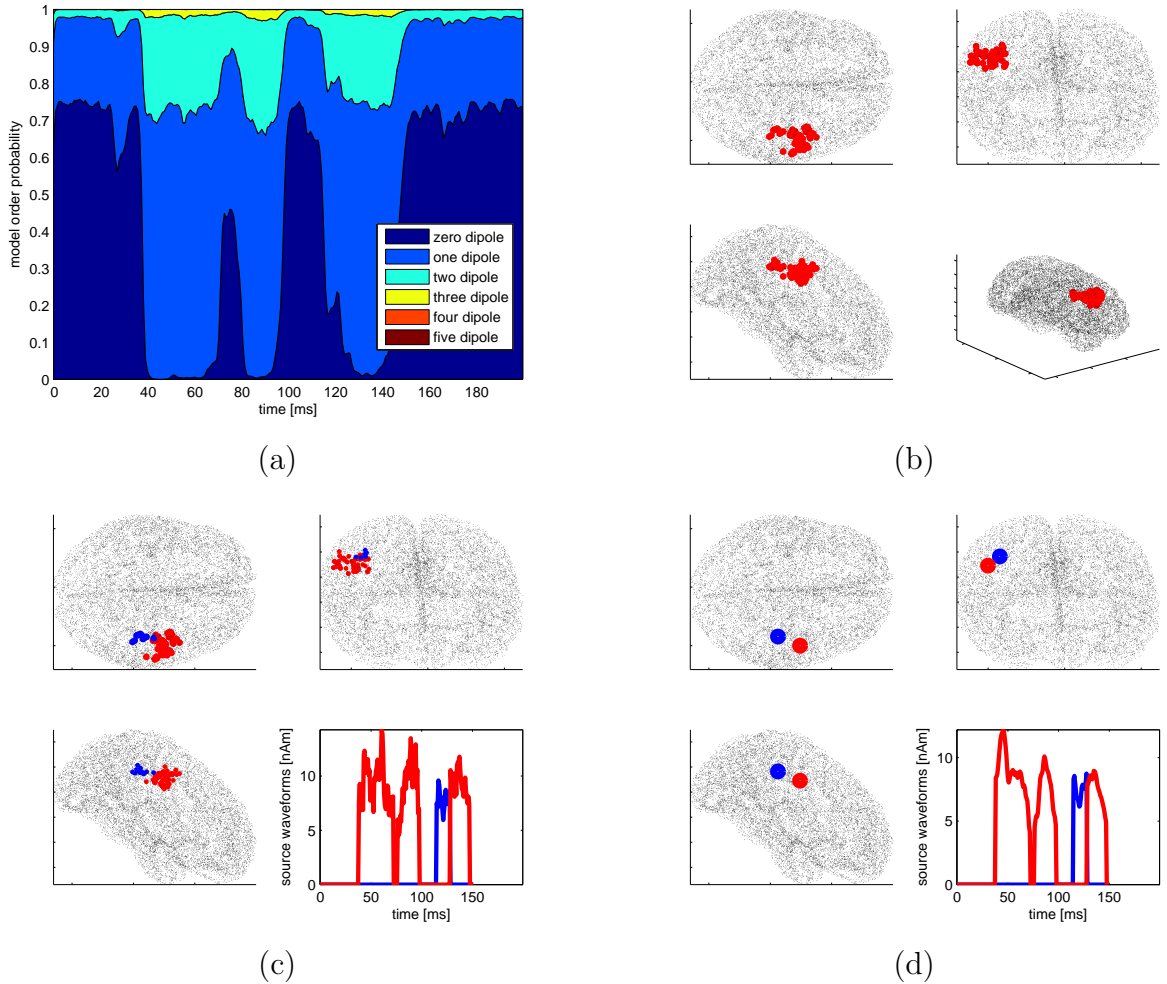 1
0.9
0.8
0.7
0.6
0.5
0.4
0.3
0.2
0.1
0
model order probability
zero dipole
one dipole
two dipole
three dipole
four dipole
five dipole
0 20 40 60 80 100 120 140 160 180
time [ms]
(a)
(b)
source waveforms [nAm]
10
5
0
0 50 100 150
time [ms]
(c)
source waveforms [nAm]
10
5
0
0 50 100 150
time [ms]
(d)